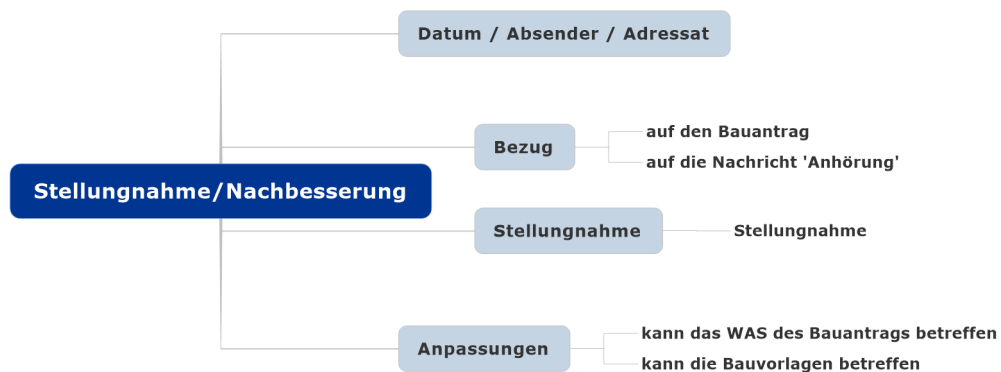 Stellungnahme/Nachbesserung
Datum / Absender / Adressat
Bezug
auf den Bauantrag
auf die Nachricht 'Anhörung'
Stellungnahme
Stellungnahme
Anpassungen
kann das WAS des Bauantrags betreffen
kann die Bauvorlagen betreffen